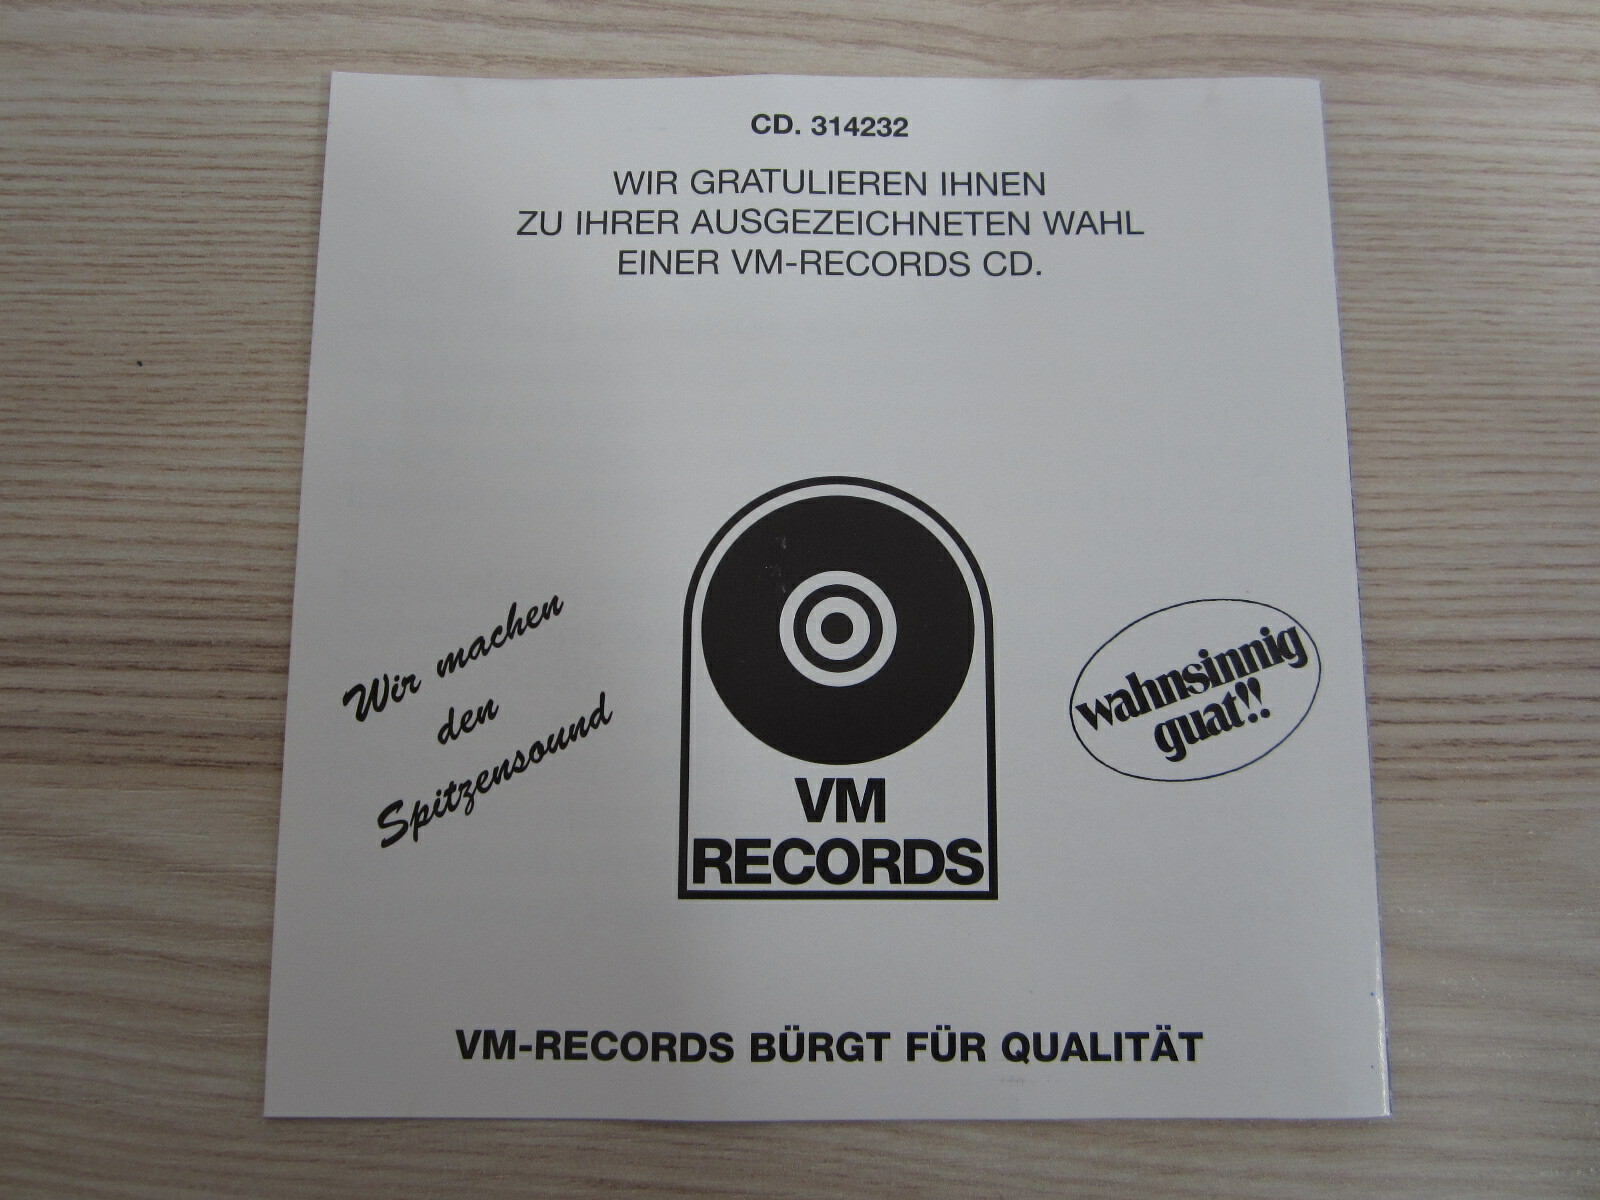 CD. 314232
WIR GRATULIEREN IHNEN
ZU IHRER AUSGEZEICHNETEN WAHL
EINER VM-RECORDS CD.
Wir machen
den
Spitzensound
VM
RECORDS
wahnsinnig
guat!!
VM-RECORDS BÜRGT FÜR QUALITÄT